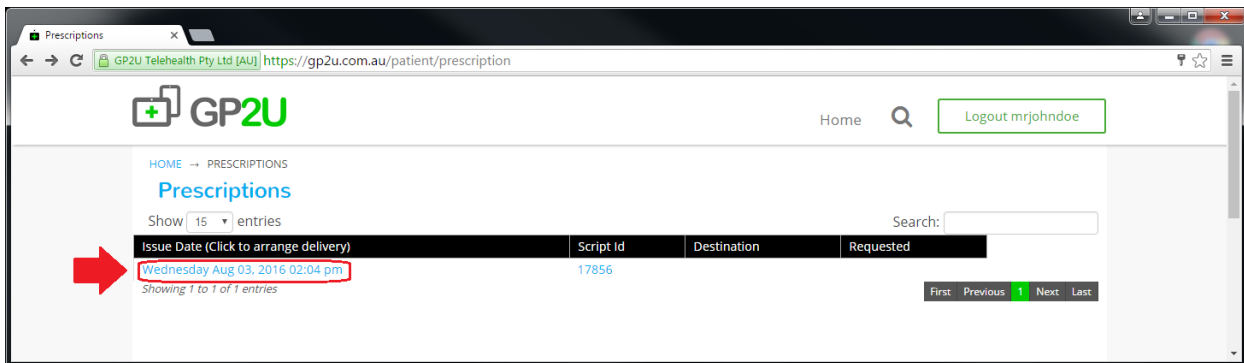 Prescriptions
GP2U Telehealth Pty Ltd [AU] https://gp2u.com.au/patient/prescription
GP2U
Home
Logout mrjohndoe
HOME → PRESCRIPTIONS
Prescriptions
Show 15 entries
Search:
Issue Date (Click to arrange delivery) Script Id Destination Requested
Wednesday Aug 03, 2016 02:04 pm 17856
Showing 1 to 1 of 1 entries
First Previous 1 Next Last